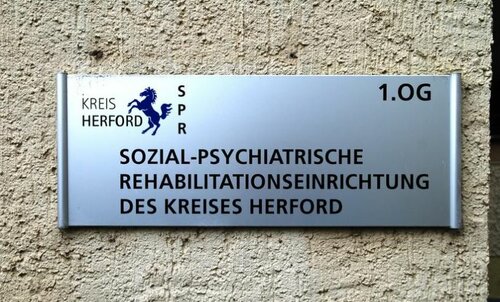 KREIS
HERFORD
S
P
R
1.OG
SOZIAL-PSYCHIATRISCHE
REHABILITATIONSEINRICHTUNG
DES KREISES HERFORD